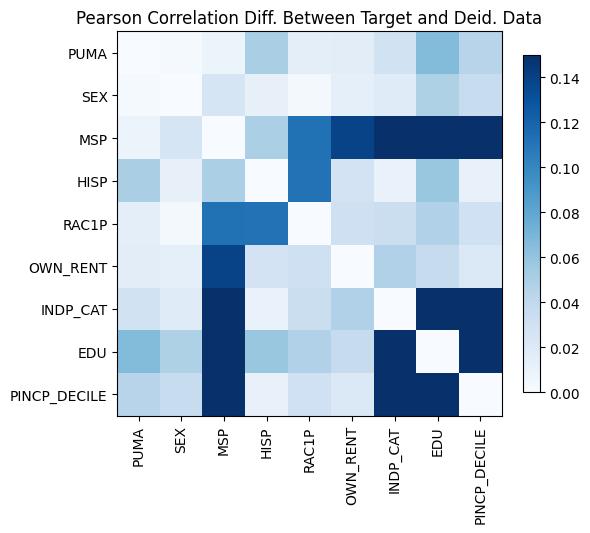 Pearson Correlation Diff. Between Target and Deid. Data
PUMA
SEX
MSP
HISP
RAC1P
OWN_RENT
INDP_CAT
EDU
PINCP_DECILE
PUMA
SEX
MSP
HISP
RAC1P
OWN_RENT
INDP_CAT
EDU
PINCP_DECILE
0.14
0.12
0.10
0.08
0.06
0.04
0.02
0.00